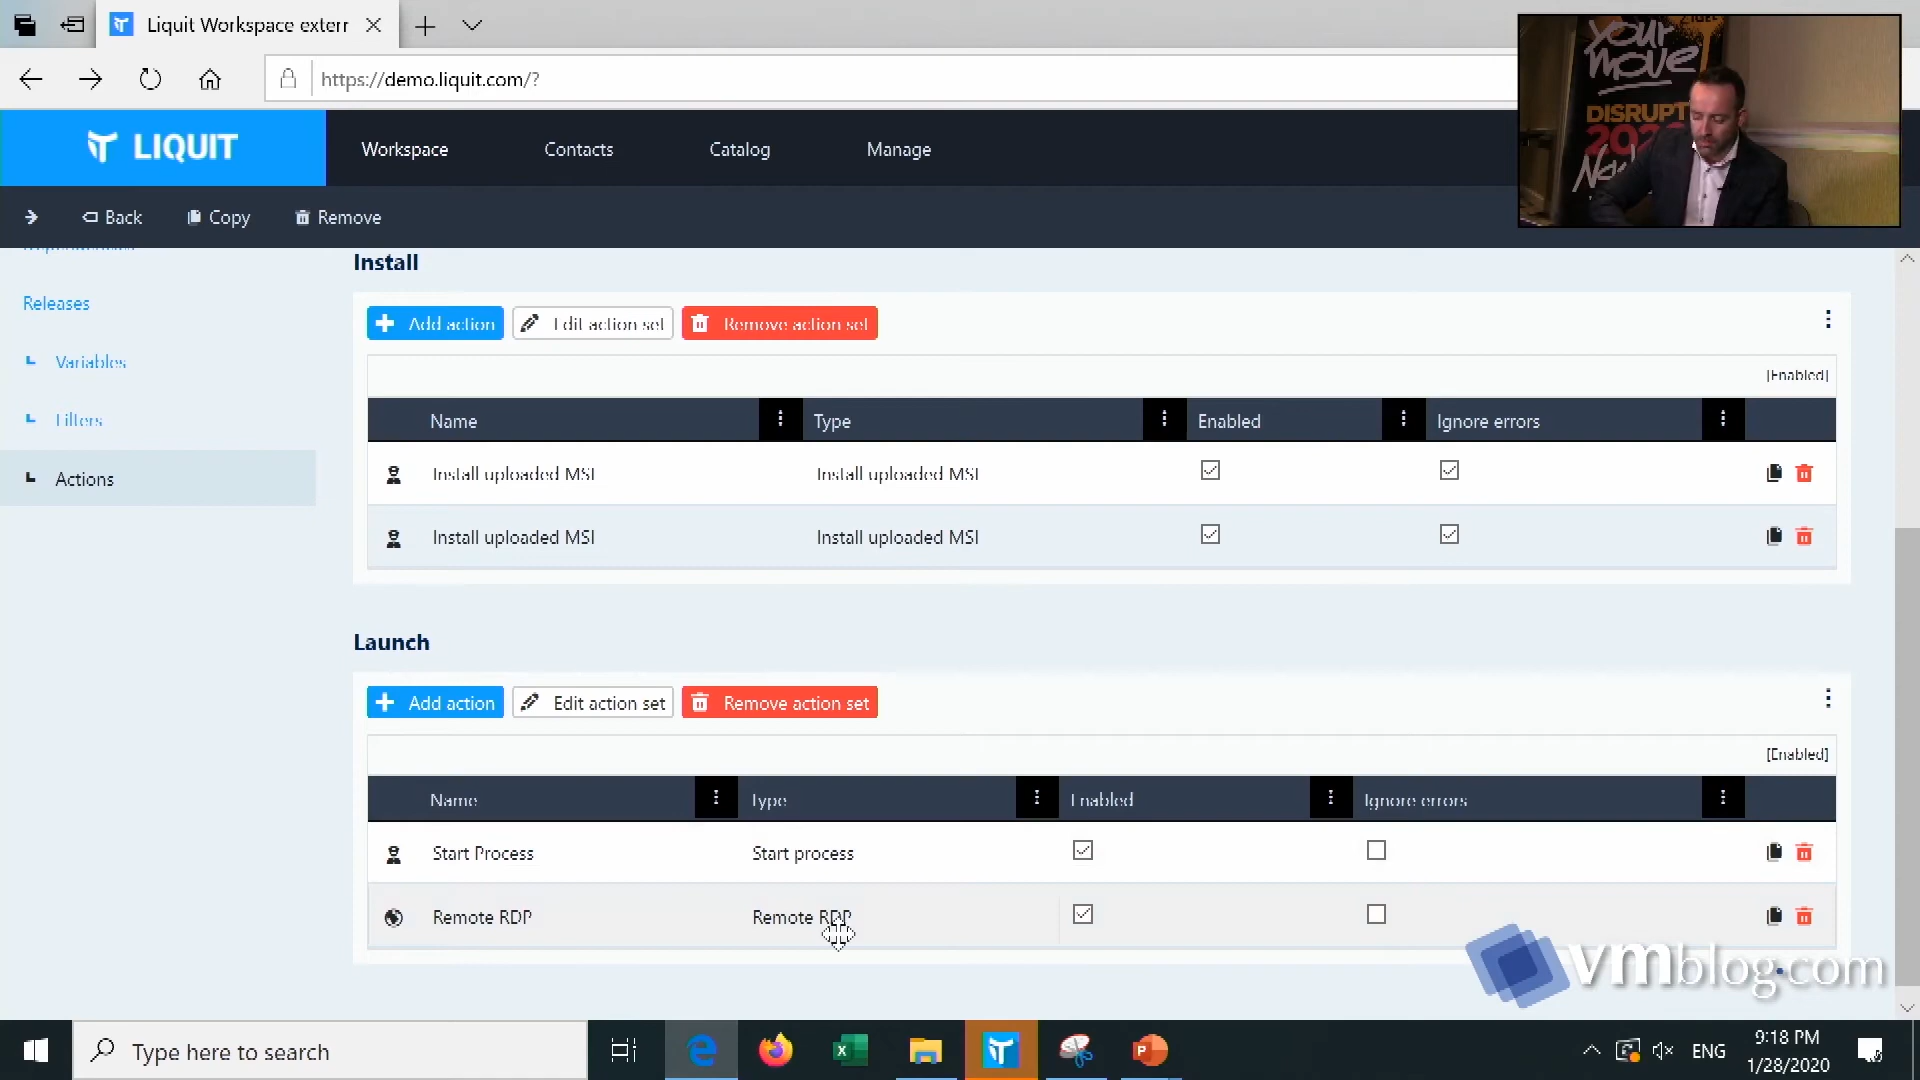 Liquit Workspace extern
https://demo.liquit.com/?
LIQUIT
Workspace
Contacts
Catalog
Manage
Back
Copy
Remove
Your
move
DISRUPT
Releases
Variables
Filters
Actions
Install
Add action
Edit action set
Remove action set
[Enabled]
Name
Type
Enabled
Ignore errors
Install uploaded MSI
Install uploaded MSI
Install uploaded MSI
Install uploaded MSI
Launch
Add action
Edit action set
Remove action set
[Enabled]
Name
Type
Enabled
Ignore errors
Start Process
Start process
Remote RDP
Remote RDP
vmblog.com
Type here to search
ENG
9:18 PM
1/28/2020